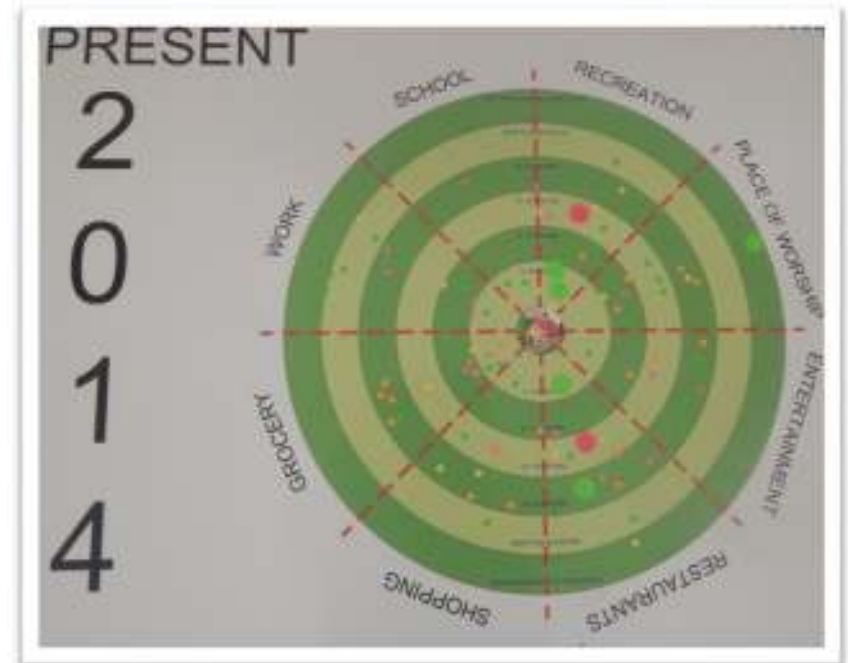 PRESENT
2
0
1
4
SCHOOL
RECREATION
PLACE OF WORSHIP
ENTERTAINMENT
RESTAURANTS
SHOPPING
GROCERY
WORK